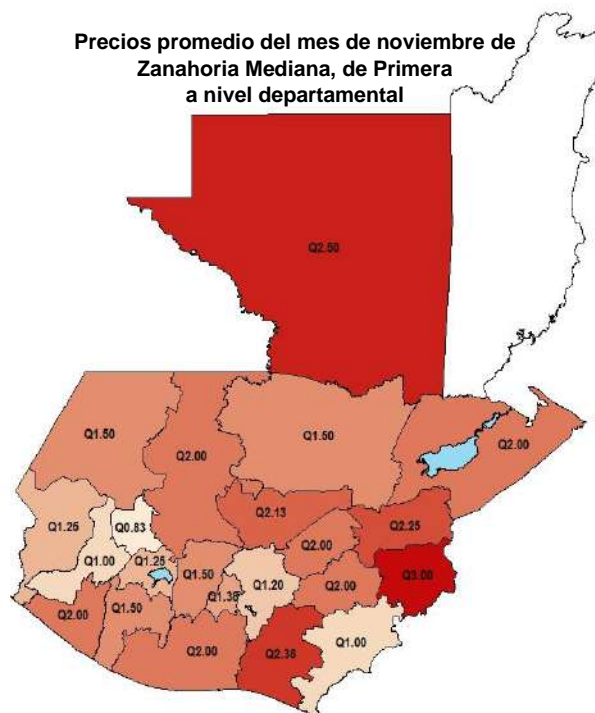 Precios promedio del mes de noviembre de
Zanahoria Mediana, de Primera
a nivel departamental
Q2.50
Q1.50
Q2.00
Q1.50
Q2.00
Q1.25
Q0.83
Q2.13
Q2.25
Q1.00
Q1.25
Q1.50
Q2.00
Q1.38
Q1.20
Q2.00
Q3.00
Q2.00
Q1.50
Q2.00
Q2.38
Q1.00